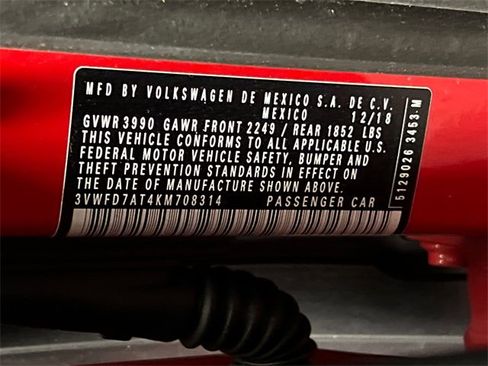 MFD BY VOLKSWAGEN DE MEXICO S.A. DE C.V.
MEXICO 12/18
GVWR 3990 GAWR FRONT 2249 / REAR 1852 LBS
THIS VEHICLE CONFORMS TO ALL APPLICABLE U.S.
FEDERAL MOTOR VEHICLE SAFETY, BUMPER AND
THEFT PREVENTION STANDARDS IN EFFECT ON
THE DATE OF MANUFACTURE SHOWN ABOVE.
3VWFD7AT4KM708314 PASSENGER CAR
5129026 3453-M